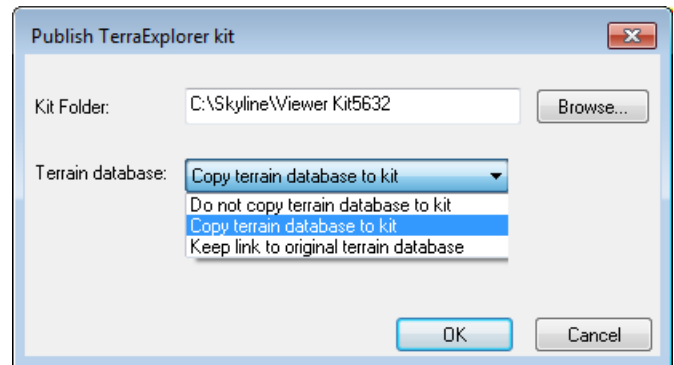 Publish TerraExplorer kit
Kit Folder: C:\Skyline\Viewer Kit5632 Browse...
Terrain database: Copy terrain database to kit
Do not copy terrain database to kit
Copy terrain database to kit
Keep link to original terrain database
OK Cancel